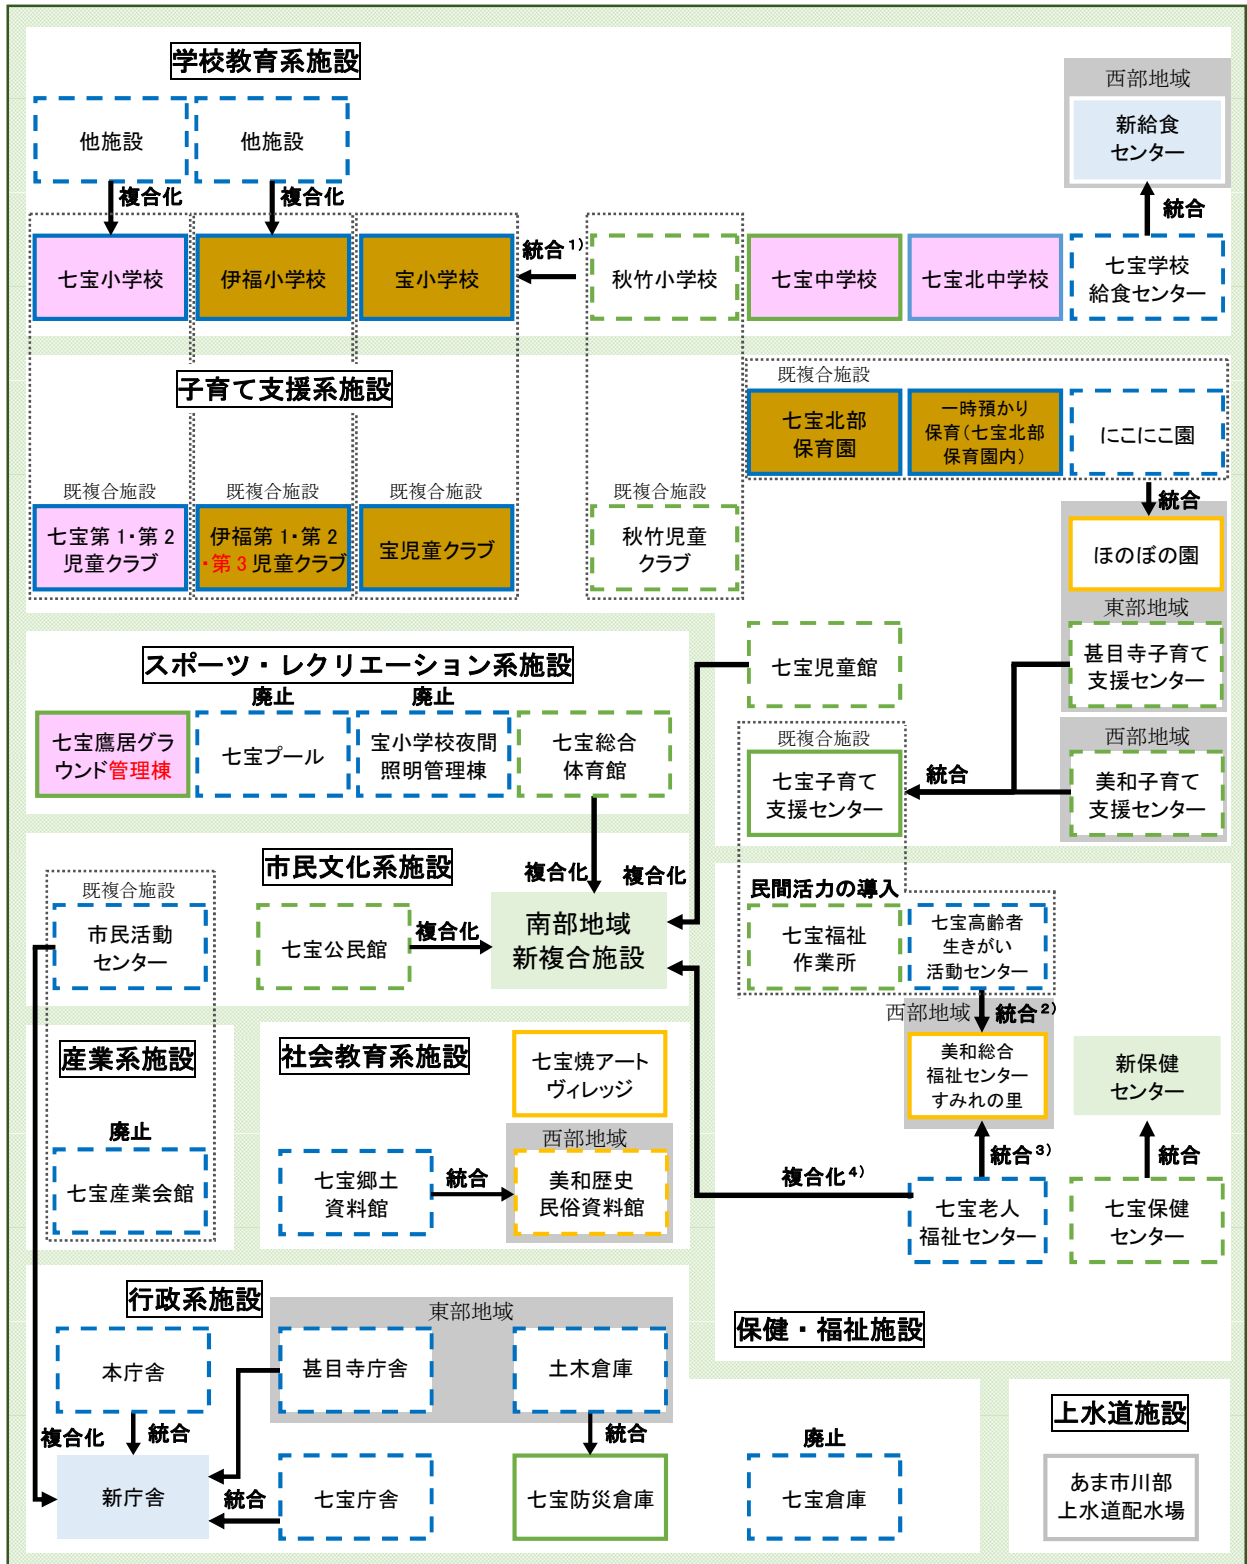 学校教育系施設
西部地域
新給食
センター
他施設
他施設
複合化
複合化
統合
統合¹⁾
七宝小学校
伊福小学校
宝小学校
秋竹小学校
七宝中学校
七宝北中学校
七宝学校
給食センター
子育て支援系施設
既複合施設
七宝北部
保育園
一時預かり
保育(七宝北部
保育園内)
にこにこ園
既複合施設
既複合施設
既複合施設
既複合施設
統合
七宝第1・第2
児童クラブ
伊福第1・第2
・第3児童クラブ
宝児童クラブ
秋竹児童
クラブ
ほのぼの園
東部地域
七宝児童館
甚目寺子育て
支援センター
スポーツ・レクリエーション系施設
廃止
廃止
七宝鷹居グラ
ウンド管理棟
七宝プール
宝小学校夜間
照明管理棟
七宝総合
体育館
既複合施設
西部地域
七宝子育て
支援センター
統合
美和子育て
支援センター
市民文化系施設
複合化
複合化
既複合施設
市民活動
センター
七宝公民館
複合化
南部地域
新複合施設
民間活力の導入
七宝福祉
作業所
七宝高齢者
生きがい
活動センター
西部地域
統合²⁾
産業系施設
社会教育系施設
七宝焼アート
ヴィレッジ
美和総合
福祉センター
すみれの里
新保健
センター
廃止
西部地域
統合³⁾
統合
七宝産業会館
七宝郷土
資料館
統合
美和歴史
民俗資料館
複合化⁴⁾
七宝老人
福祉センター
七宝保健
センター
行政系施設
東部地域
保健・福祉施設
本庁舎
甚目寺庁舎
土木倉庫
上水道施設
複合化
統合
統合
廃止
新庁舎
統合
七宝庁舎
七宝防災倉庫
七宝倉庫
あま市川部
上水道配水場